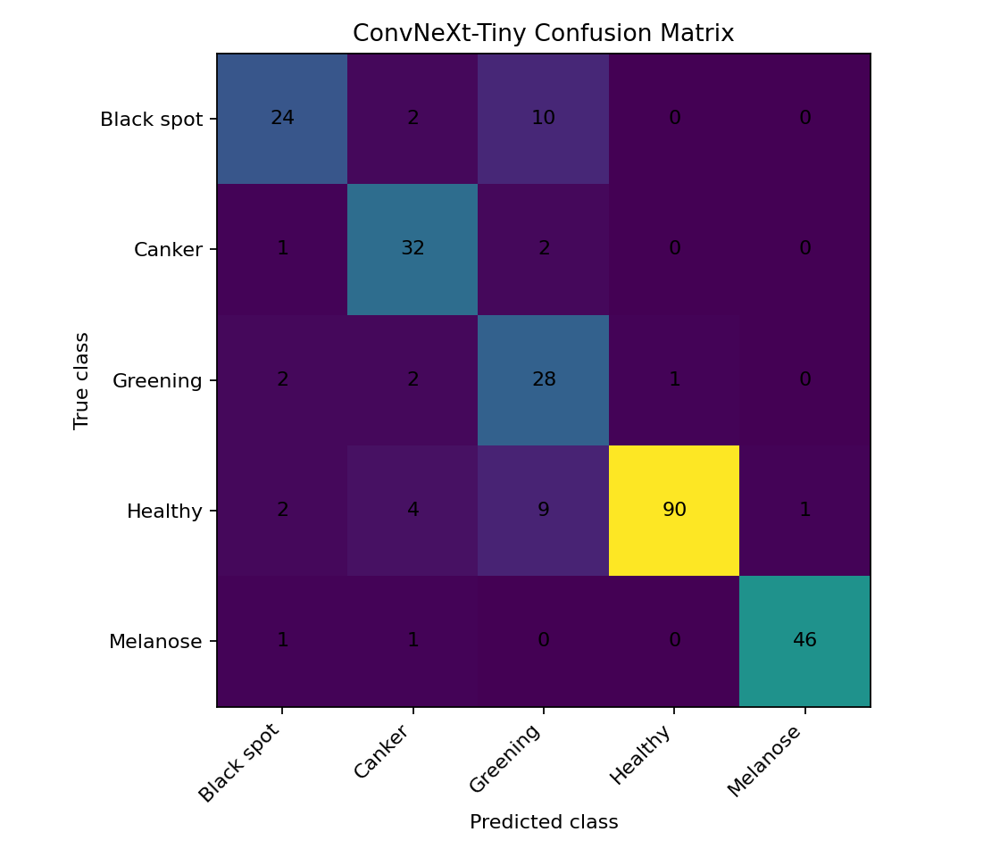 ConvNeXt-Tiny Confusion Matrix
Black spot 24 2 10 0 0
Canker 1 32 2 0 0
True class
Greening 2 2 28 1 0
Healthy 2 4 9 90 1
Melanose 1 1 0 0 46
Black spot Canker Greening Healthy Melanose
Predicted class